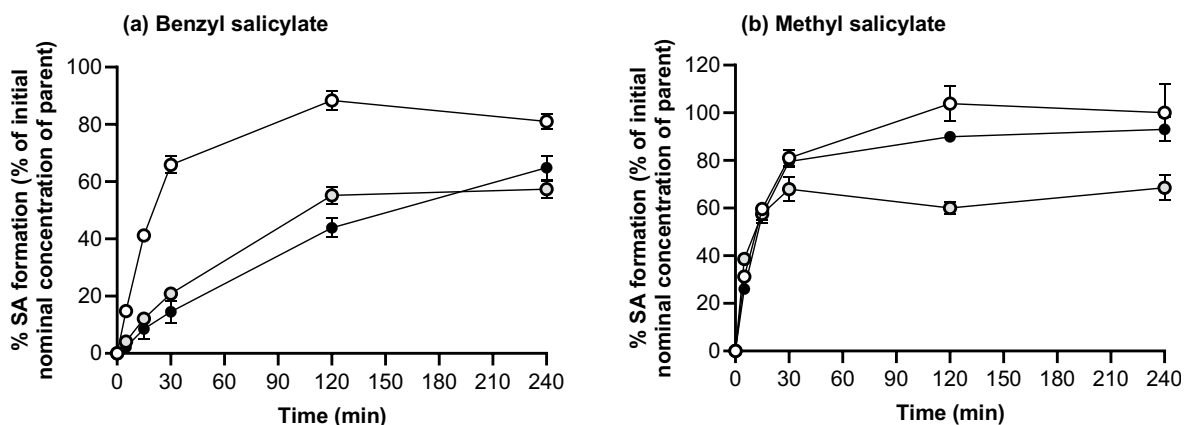 (a) Benzyl salicylate
% SA formation (% of initial
nominal concentration of parent)
100
80
60
40
20
0
0 30 60 90 120 150 180 210 240
Time (min)
(b) Methyl salicylate
% SA formation (% of initial
nominal concentration of parent)
120
100
80
60
40
20
0
0 30 60 90 120 150 180 210 240
Time (min)